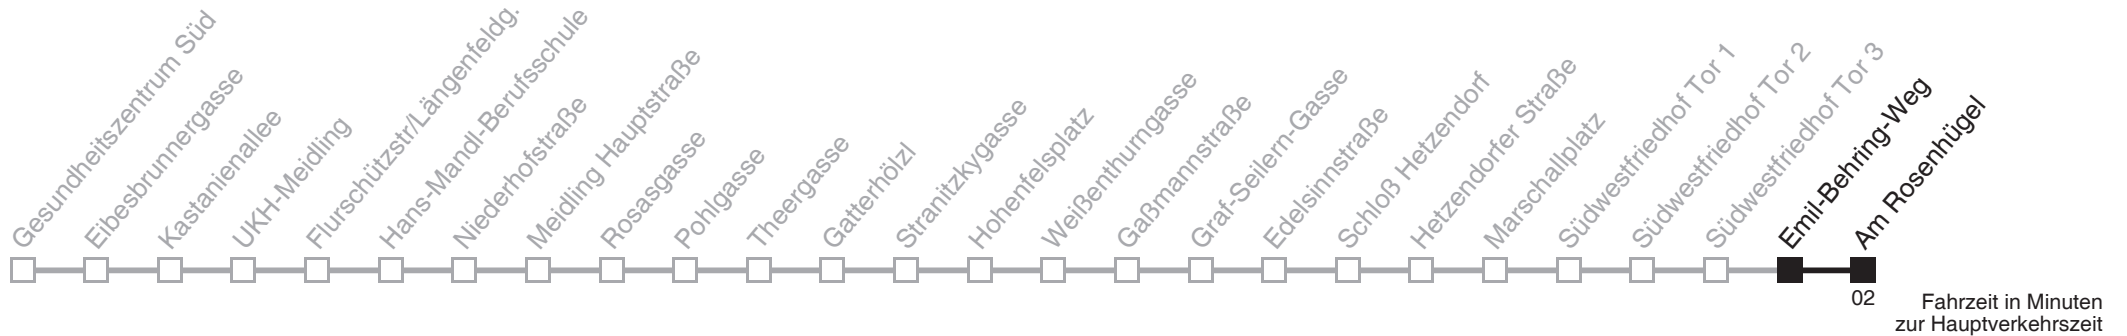 Gesundheitszentrum Süd
Eibesbrunnergasse
Kastanienallee
UKH-Meidling
Flurschützstr/Längenfeldg.
Hans-Mandl-Berufsschule
Niederhofstraße
Meidling Hauptstraße
Rosasgasse
Pohlgasse
Theergasse
Gatterhölzl
Stranitzkygasse
Hohenfelsplatz
Weißenthurngasse
Gaßmannstraße
Graf-Seilern-Gasse
Edelsinnstraße
Schloß Hetzendorf
Hetzendorfer Straße
Marschallplatz
Südwestfriedhof Tor 1
Südwestfriedhof Tor 2
Südwestfriedhof Tor 3
Emil-Behring-Weg
Am Rosenhügel
02
Fahrzeit in Minuten
zur Hauptverkehrszeit